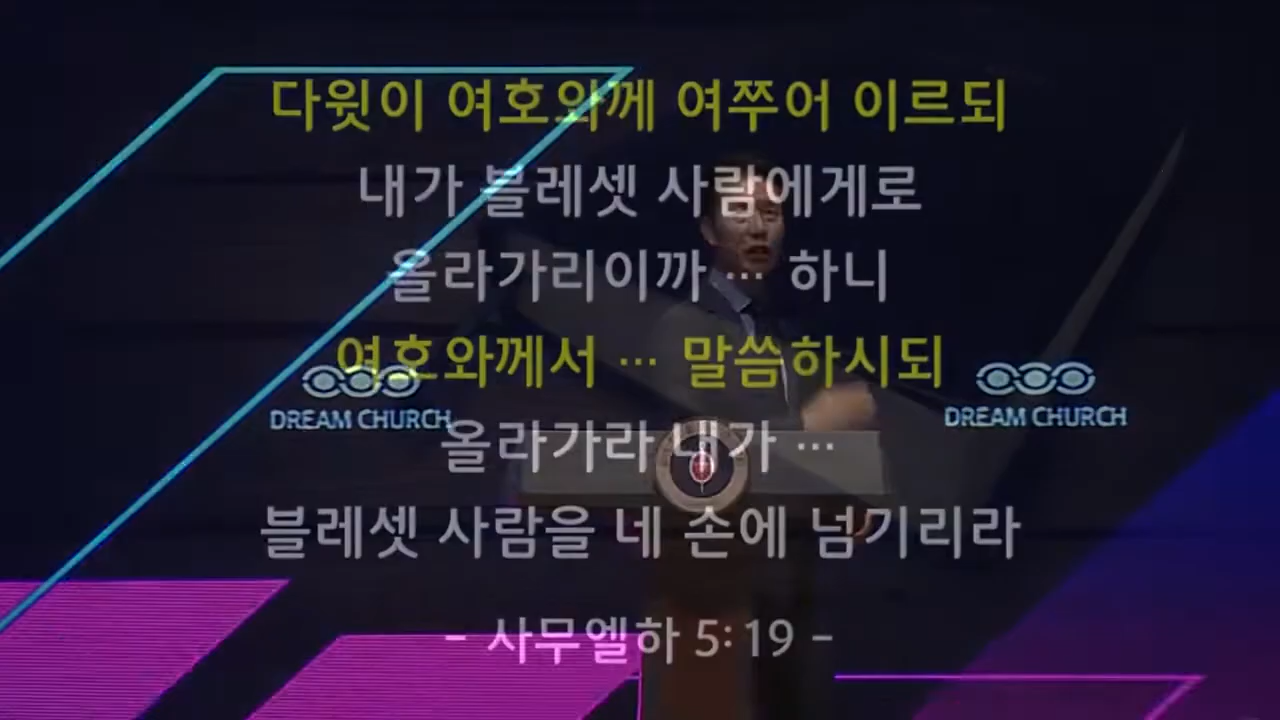 다윗이 여호와께 여쭈어 이르되
내가 블레셋 사람에게로
올라가리이까 … 하니
여호와께서 … 말씀하시되
DREAM CHURCH
DREAM CHURCH
올라가라 내가 …
블레셋 사람을 네 손에 넘기리라
- 사무엘하 5:19 -